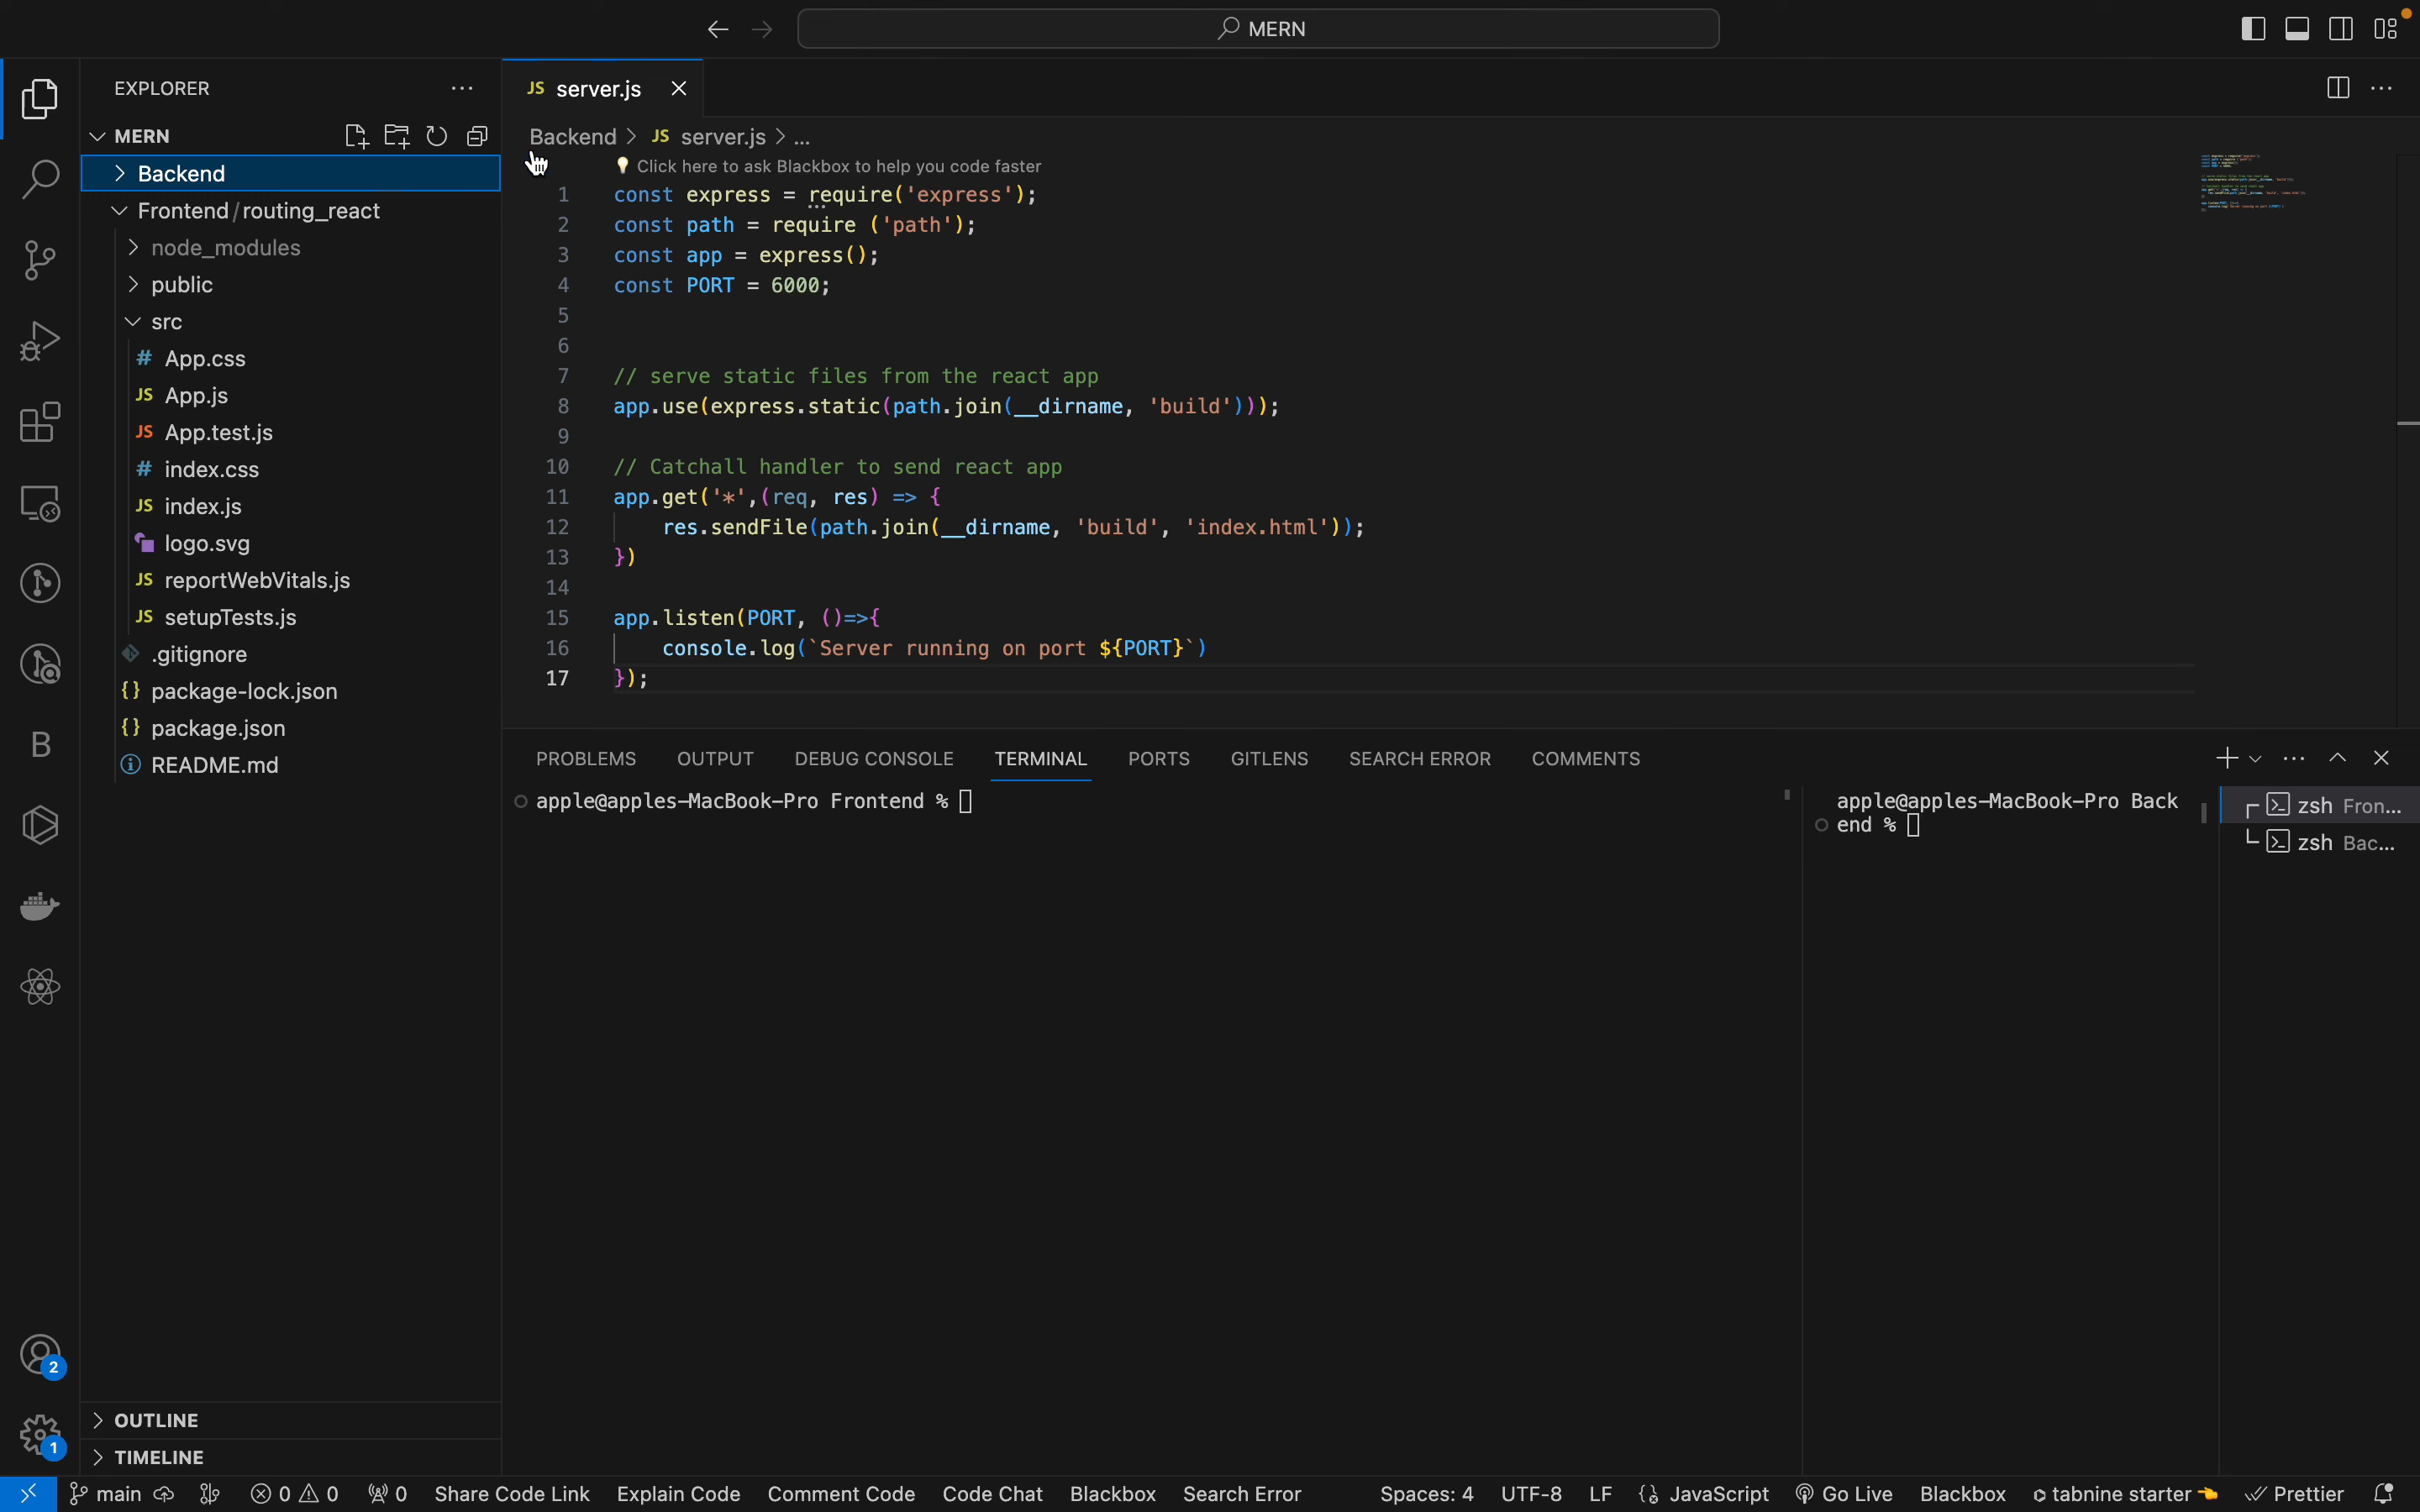 MERN
EXPLORER
MERN
Backend
Frontend / routing_react
node_modules
public
src
# App.css
JS App.js
JS App.test.js
# index.css
JS index.js
logo.svg
JS reportWebVitals.js
JS setupTests.js
.gitignore
{} package-lock.json
{} package.json
README.md
OUTLINE
TIMELINE
JS server.js
Backend > JS server.js > ...
Click here to ask Blackbox to help you code faster
1 const express = require('express');
2 const path = require ('path');
3 const app = express();
4 const PORT = 6000;
5
6
7 // serve static files from the react app
8 app.use(express.static(path.join(__dirname, 'build')));
9
10 // Catchall handler to send react app
11 app.get('*',(req, res) => {
12 res.sendFile(path.join(__dirname, 'build', 'index.html'));
13 })
14
15 app.listen(PORT, ()=>{
16 console.log(`Server running on port ${PORT}`)
17 });
PROBLEMS OUTPUT DEBUG CONSOLE TERMINAL PORTS GITLENS SEARCH ERROR COMMENTS
apple@apples-MacBook-Pro Frontend %
apple@apples-MacBook-Pro Back
end %
zsh Fron...
zsh Bac...
B
2
1
main 0 0 0 Share Code Link Explain Code Comment Code Code Chat Blackbox Search Error Spaces: 4 UTF-8 LF JavaScript Go Live Blackbox tabnine starter Prettier